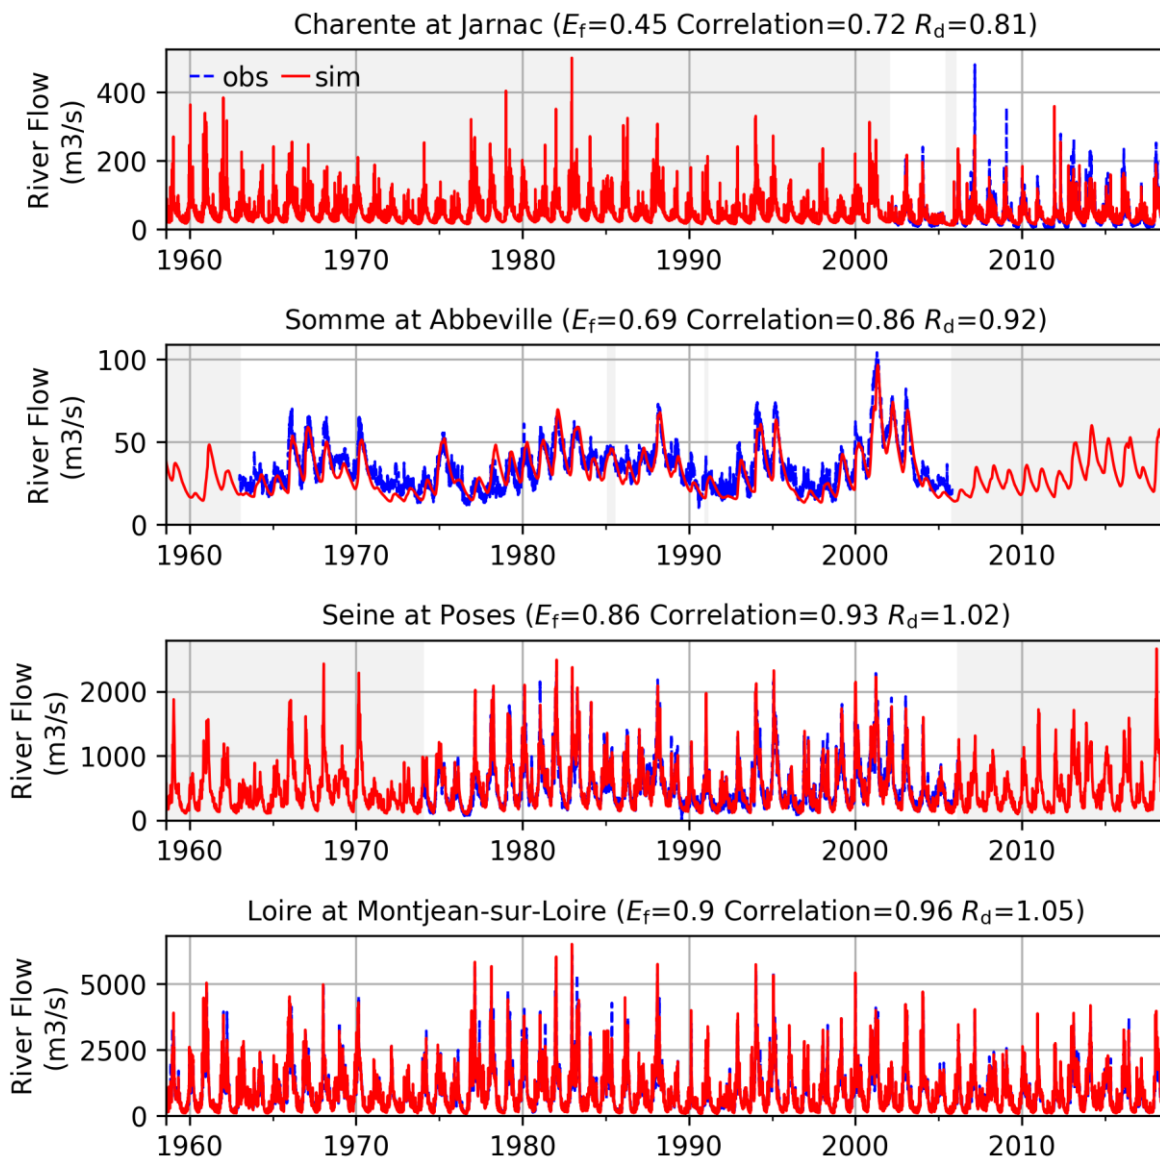 Charente at Jarnac (Ef=0.45 Correlation=0.72 Rd=0.81)
obs sim
River Flow
(m3/s)
400
200
0
1960 1970 1980 1990 2000 2010
Somme at Abbeville (Ef=0.69 Correlation=0.86 Rd=0.92)
River Flow
(m3/s)
100
50
0
1960 1970 1980 1990 2000 2010
Seine at Poses (Ef=0.86 Correlation=0.93 Rd=1.02)
River Flow
(m3/s)
2000
1000
0
1960 1970 1980 1990 2000 2010
Loire at Montjean-sur-Loire (Ef=0.9 Correlation=0.96 Rd=1.05)
River Flow
(m3/s)
5000
2500
0
1960 1970 1980 1990 2000 2010